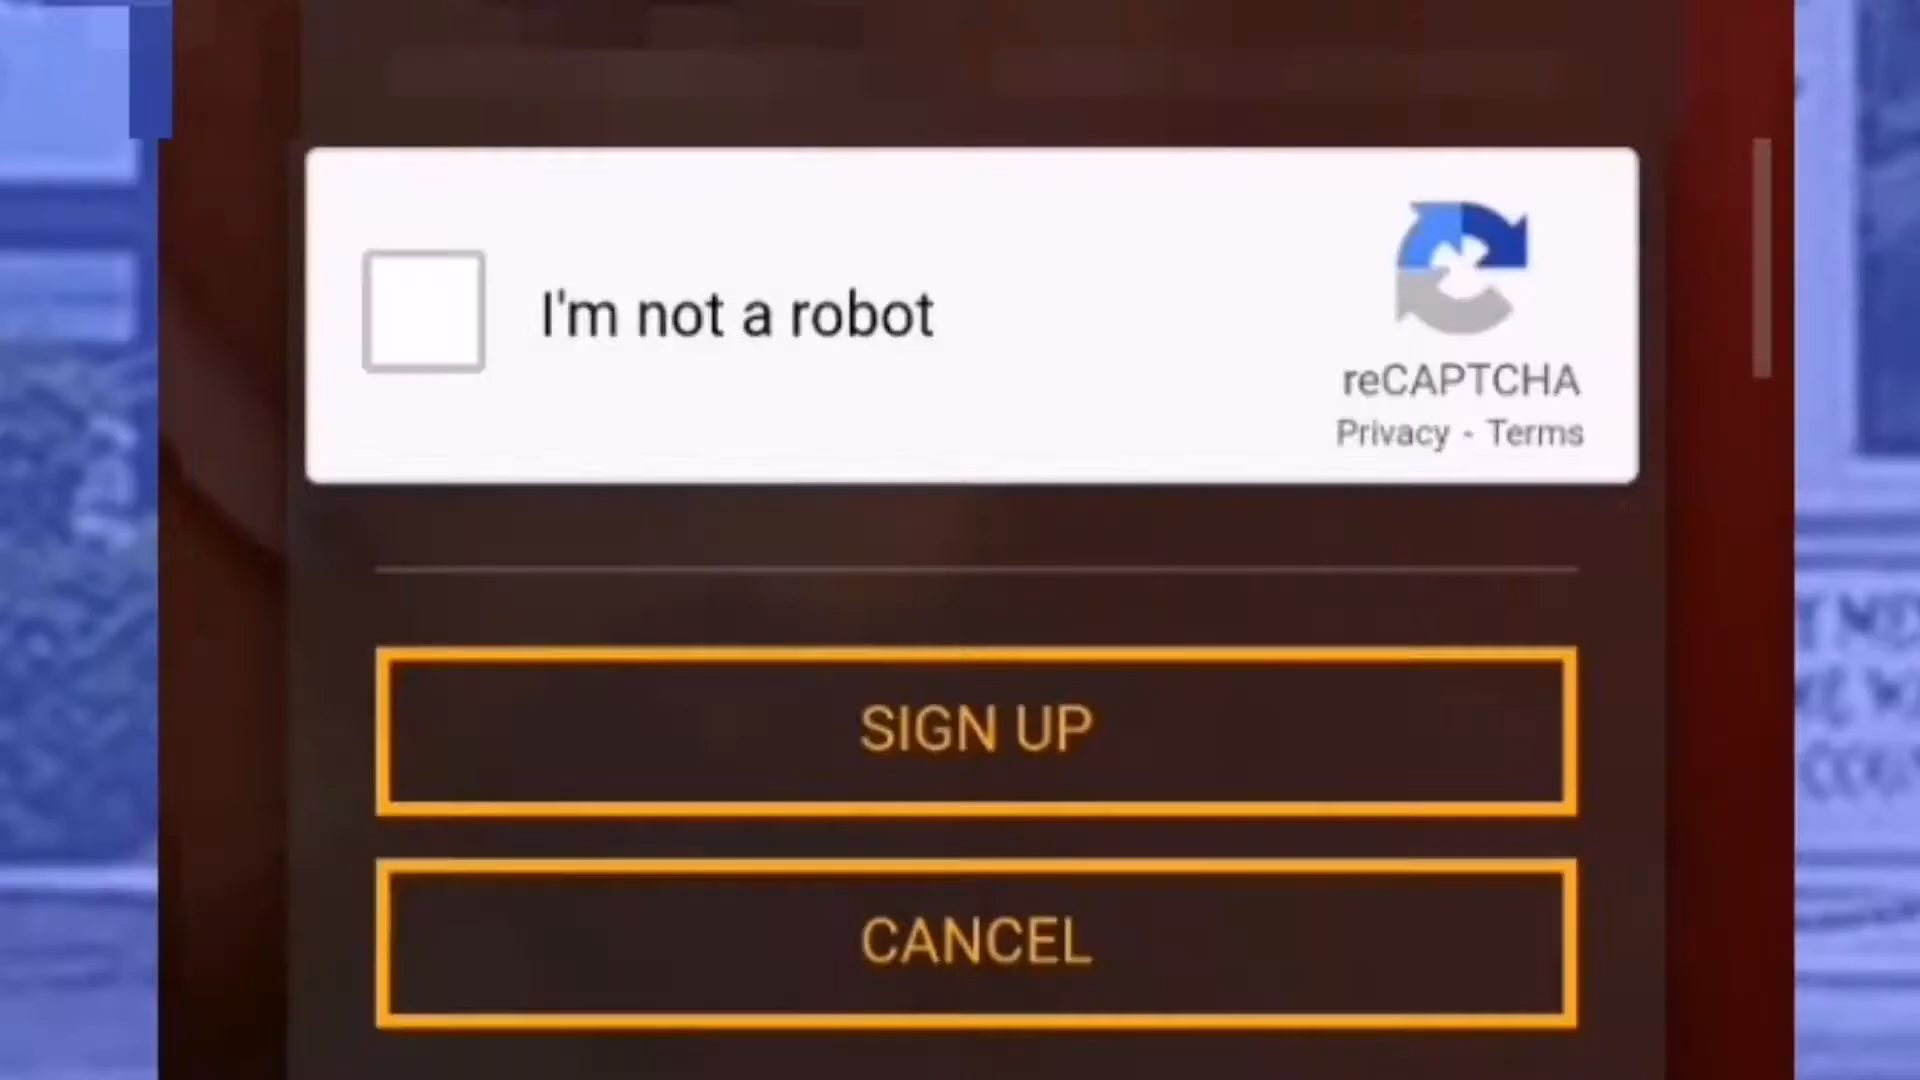 I'm not a robot
reCAPTCHA
Privacy - Terms
SIGN UP
CANCEL